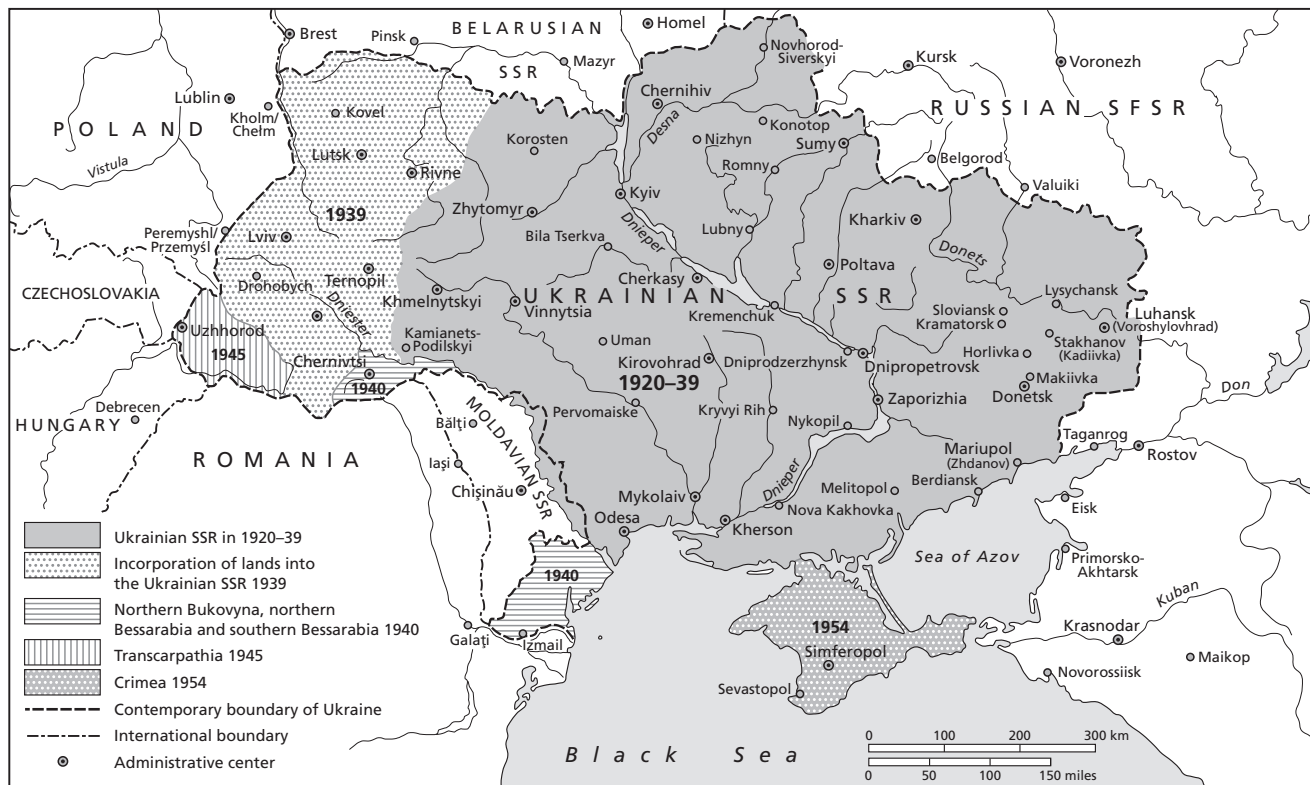 BELARUSIAN
SSR
Brest
Pinsk
Mazyr
Homel
Novhorod-
Siverskyi
Kursk
Voronezh
RUSSIAN SFSR
POLAND
Lublin
Kholm/
Chełm
Vistula
Kovel
Lutsk
Rivne
1939
Korosten
Zhytomyr
Chernihiv
Desna
Nizhyn
Konotop
Romny
Sumy
Belgorod
Valuiki
Kyiv
Dnieper
Lubny
Kharkiv
Donets
Peremyshl/
Przemyśl
Lviv
Drohobych
Ternopil
Dniester
Bila Tserkva
Cherkasy
Poltava
CZECHOSLOVAKIA
Khmelnytskyi
Vinnytsia
UKRAINIAN SSR
Kremenchuk
Lysychansk
Sloviansk
Kramatorsk
Luhansk
(Voroshylovhrad)
Stakhanov
(Kadiivka)
Uzhhorod
1945
Chernivtsi
1940
Kamianets-
Podilskyi
Uman
Kirovohrad
1920–39
Dniprodzerzhynsk
Dnipropetrovsk
Horlivka
Makiivka
Donetsk
Don
Debrecen
HUNGARY
Pervomaiske
Kryvyi Rih
Zaporizhia
Nykopil
ROMANIA
Bălți
Iași
Chișinău
MOLDAVIAN SSR
Mariupol
(Zhdanov)
Berdiansk
Taganrog
Rostov
Mykolaiv
Odesa
Kherson
Dnieper
Melitopol
Nova Kakhovka
Eisk
Sea of Azov
Primorsko-
Akhtarsk
Kuban
1940
Galați
Izmail
1954
Simferopol
Sevastopol
Krasnodar
Maikop
Novorossiisk
Black Sea
Ukrainian SSR in 1920–39
Incorporation of lands into
the Ukrainian SSR 1939
Northern Bukovyna, northern
Bessarabia and southern Bessarabia 1940
Transcarpathia 1945
Crimea 1954
Contemporary boundary of Ukraine
International boundary
Administrative center
0 100 200 300 km
0 50 100 150 miles